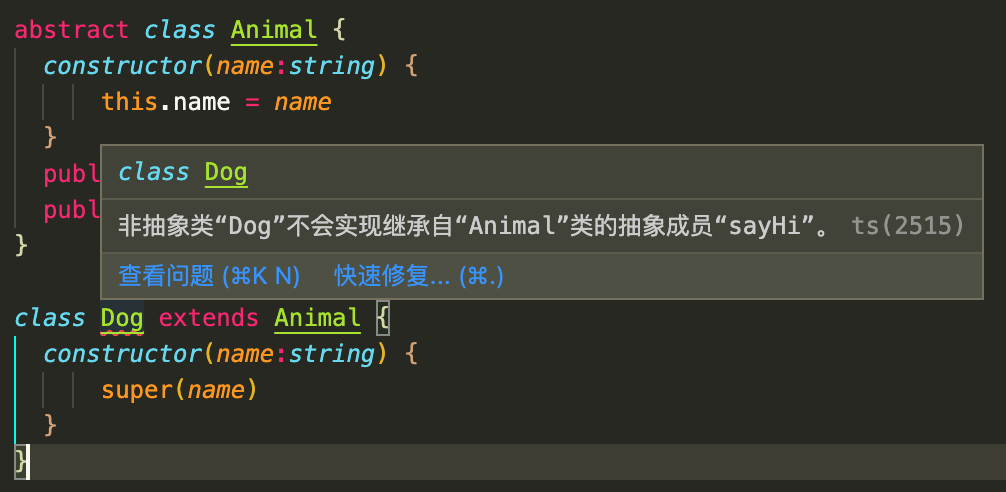 abstract class Animal {
constructor(name:string) {
this.name = name
}
publ
publ
}
class Dog
非抽象类“Dog”不会实现继承自“Animal”类的抽象成员“sayHi”。 ts(2515)
查看问题 (⌘K N) 快速修复... (⌘.)
class Dog extends Animal {
constructor(name:string) {
super(name)
}
}